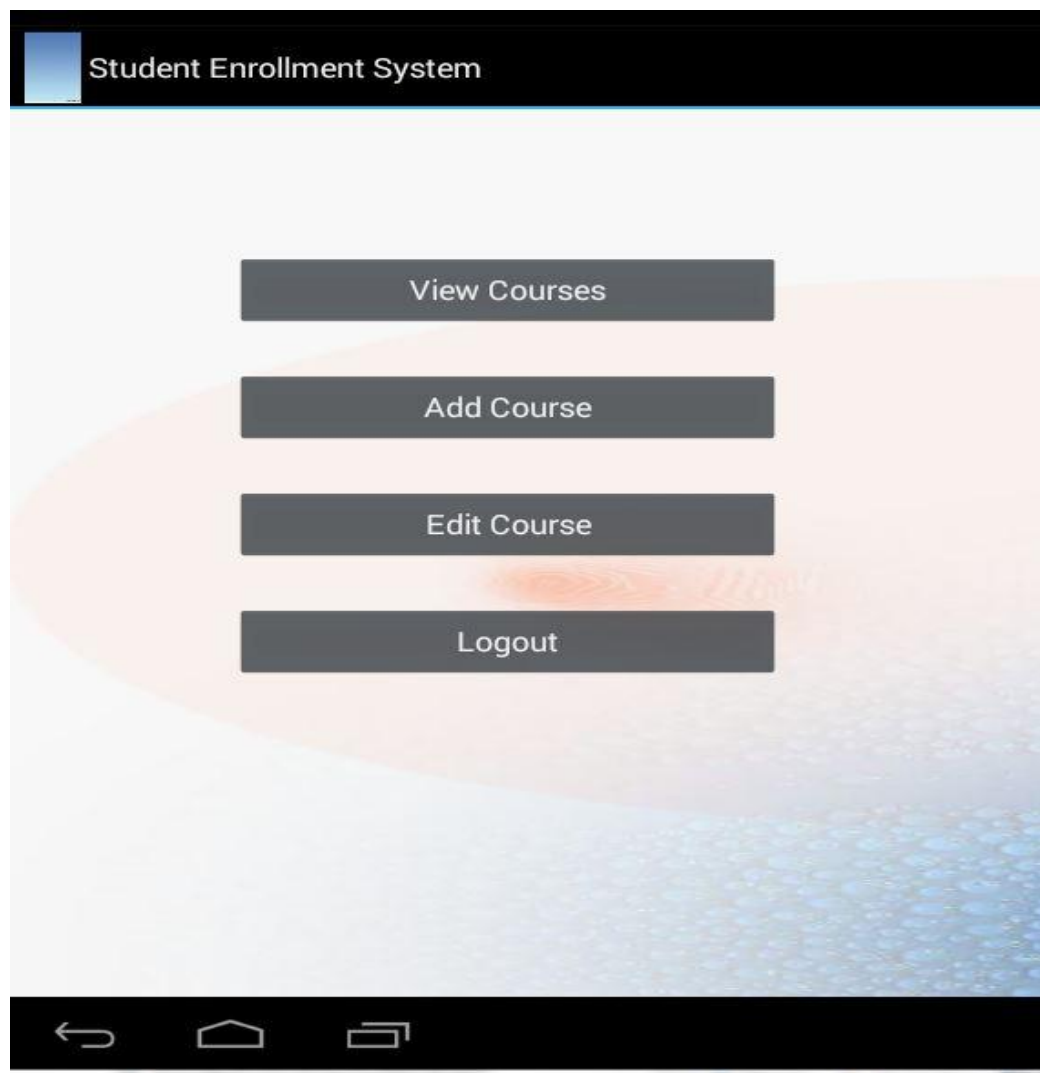 Student Enrollment System
View Courses
Add Course
Edit Course
Logout